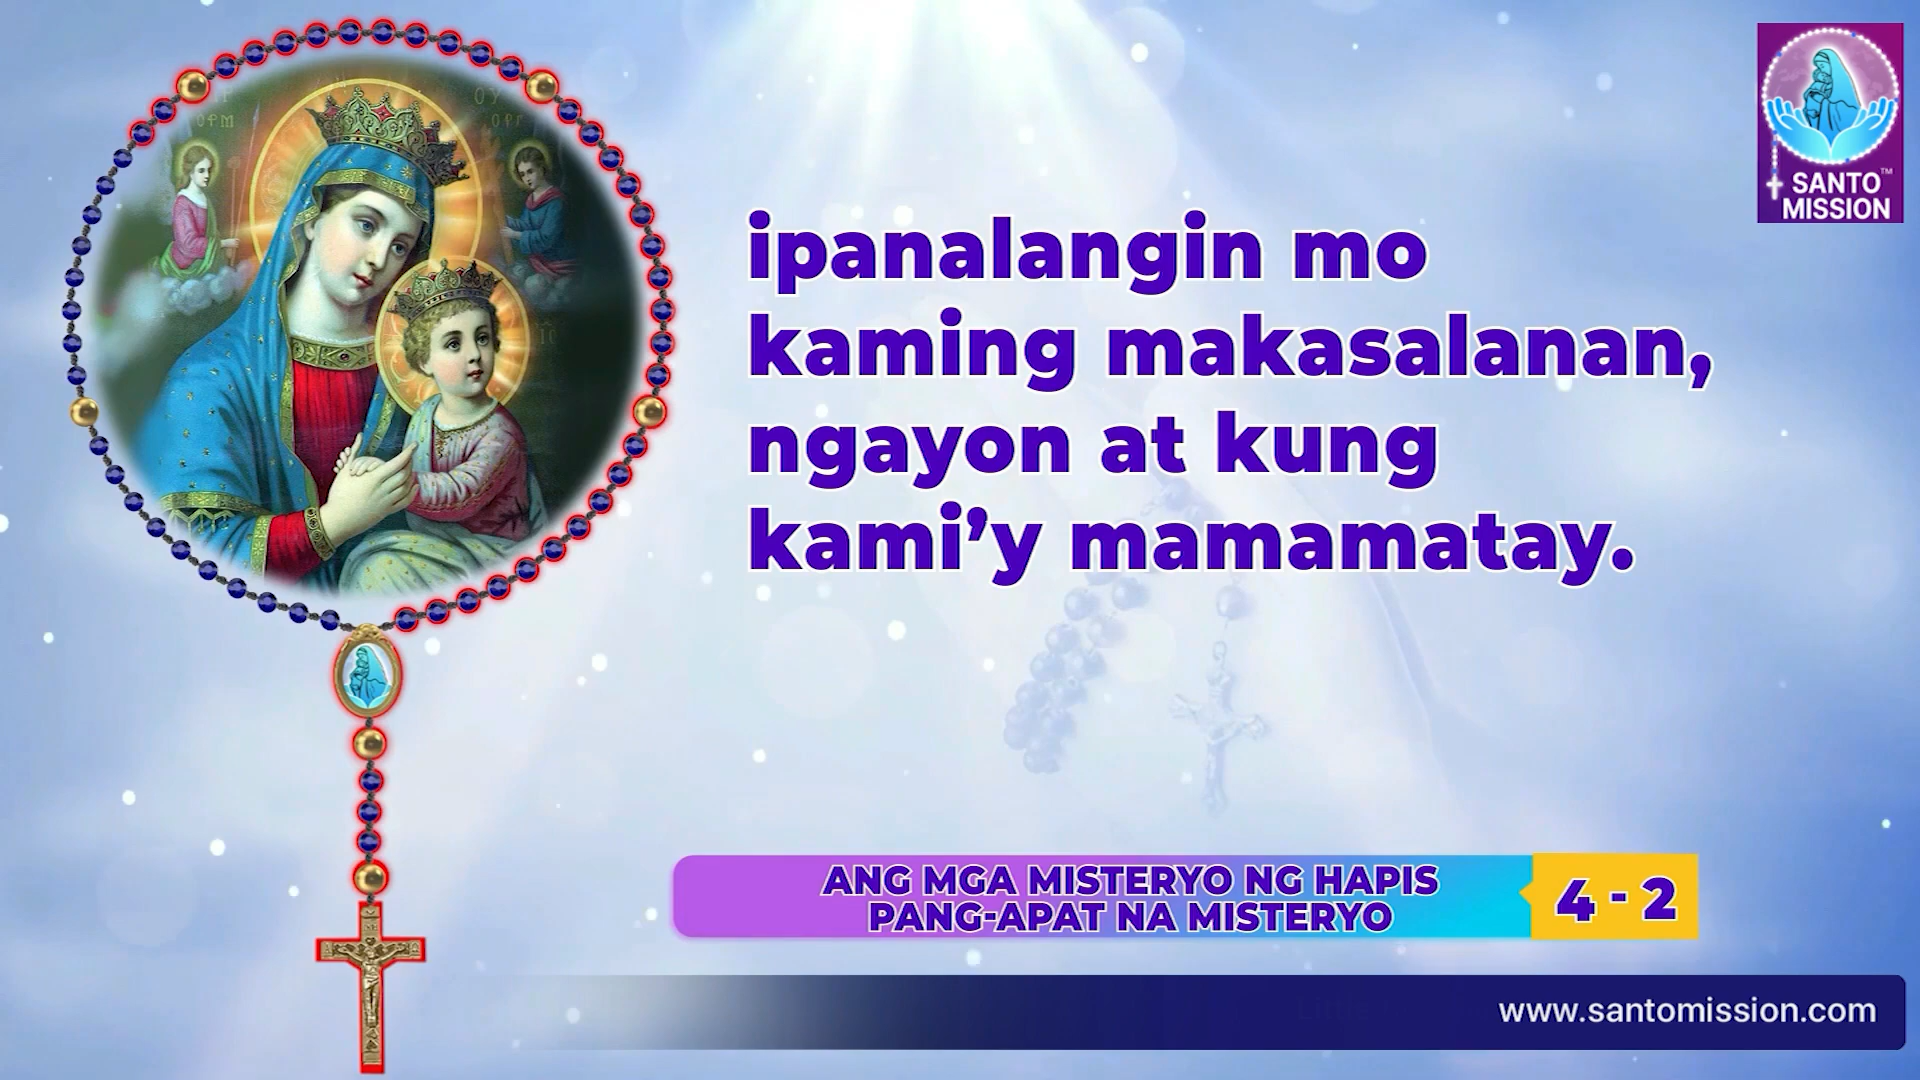 SANTO
MISSION
TM
ipanalangin mo
kaming makasalanan,
ngayon at kung
kami’y mamamatay.
ANG MGA MISTERYO NG HAPIS
PANG-APAT NA MISTERYO
4 - 2
www.santomission.com